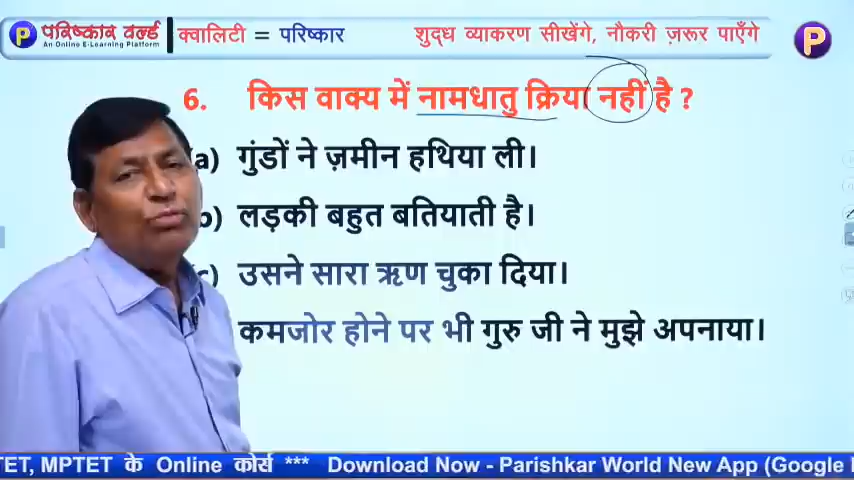 परिष्कार वर्ल्ड
An Online E-Learning Platform
क्वालिटी = परिष्कार
शुद्ध व्याकरण सीखेंगे, नौकरी ज़रूर पाएँगे
6. किस वाक्य में नामधातु क्रिया नहीं है ?
a) गुंडों ने ज़मीन हथिया ली।
b) लड़की बहुत बतियाती है।
c) उसने सारा ऋण चुका दिया।
कमजोर होने पर भी गुरु जी ने मुझे अपनाया।
TET, MPTET के Online कोर्स *** Download Now - Parishkar World New App (Google